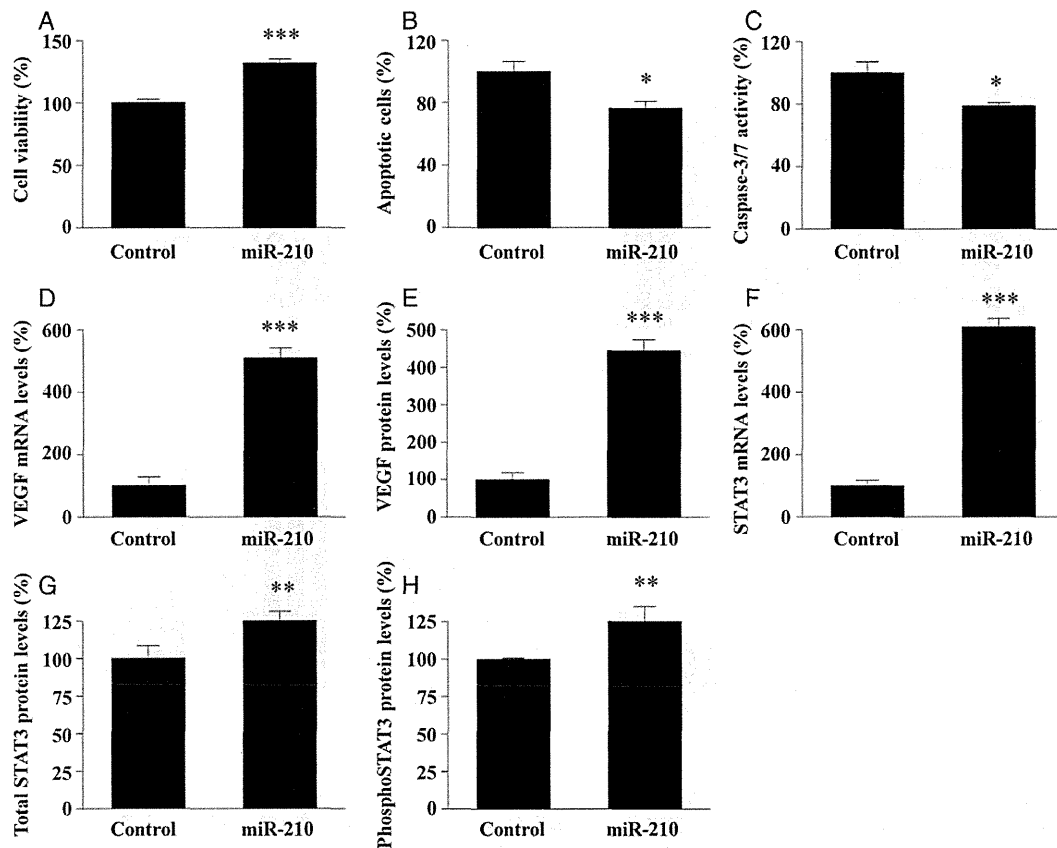 A
Cell viability (%)
150
100
50
0
***
Control miR-210
B
Apoptotic cells (%)
120
80
40
0
*
Control miR-210
C
Caspase-3/7 activity (%)
120
80
40
0
*
Control miR-210
D
VEGF mRNA levels (%)
600
400
200
0
***
Control miR-210
E
VEGF protein levels (%)
500
400
300
200
100
0
***
Control miR-210
F
STAT3 mRNA levels (%)
600
400
200
0
***
Control miR-210
G
Total STAT3 protein levels (%)
125
100
75
50
25
0
**
Control miR-210
H
PhosphoSTAT3 protein levels (%)
125
100
75
50
25
0
**
Control miR-210